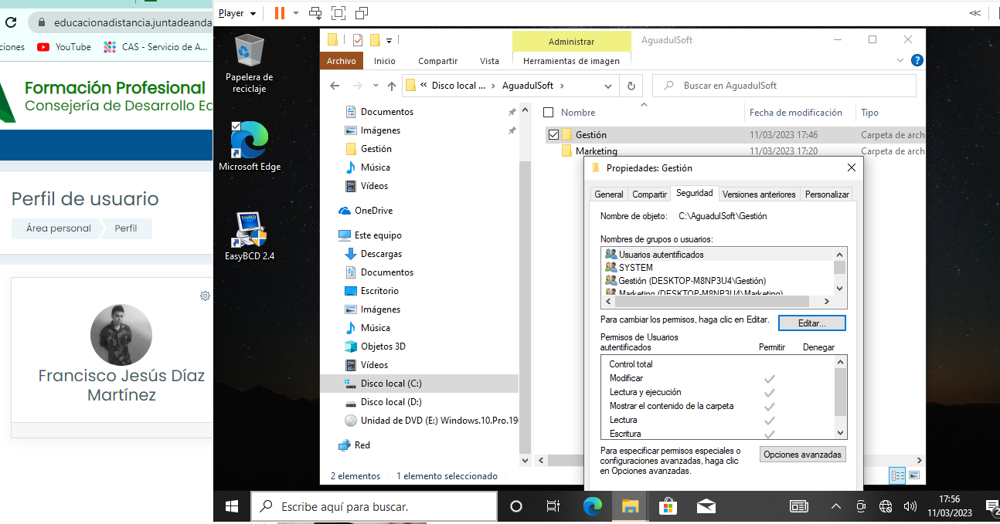 educacionadistancia.juntadeanda
ciones
YouTube
CAS - Servicio de A...
Formación Profesional
Consejería de Desarrollo Ed
Perfil de usuario
Área personal
Perfil
Francisco Jesús Díaz
Martínez
Player
Papelera de
reciclaje
Microsoft Edge
EasyBCD
EasyBCD 2.4
Administrar
AguadulSoft
Archivo
Inicio
Compartir
Vista
Herramientas de imagen
« Disco local ... › AguadulSoft ›
Buscar en AguadulSoft
Documentos
Imágenes
Gestión
Música
Vídeos
OneDrive
Este equipo
Descargas
Documentos
Escritorio
Imágenes
Música
Objetos 3D
Vídeos
Disco local (C:)
Disco local (D:)
Unidad de DVD (E:) Windows.10.Pro.190
Red
Nombre
Fecha de modificación
Tipo
Gestión
11/03/2023 17:46
Carpeta de arch
Marketing
11/03/2023 17:20
Carpeta de arch
Propiedades: Gestión
General
Compartir
Seguridad
Versiones anteriores
Personalizar
Nombre de objeto: C:\AguadulSoft\Gestión
Nombres de grupos o usuarios:
Usuarios autentificados
SYSTEM
Gestión (DESKTOP-M8NP3U4\Gestión)
Marketing (DESKTOP-M8NP3U4\Marketing)
Para cambiar los permisos, haga clic en Editar.
Editar...
Permisos de Usuarios
autentificados
Permitir
Denegar
Control total
Modificar
Lectura y ejecución
Mostrar el contenido de la carpeta
Lectura
Escritura
Para especificar permisos especiales o
configuraciones avanzadas, haga clic
en Opciones avanzadas.
Opciones avanzadas
2 elementos
1 elemento seleccionado
Escribe aquí para buscar.
17:56
11/03/2023
2